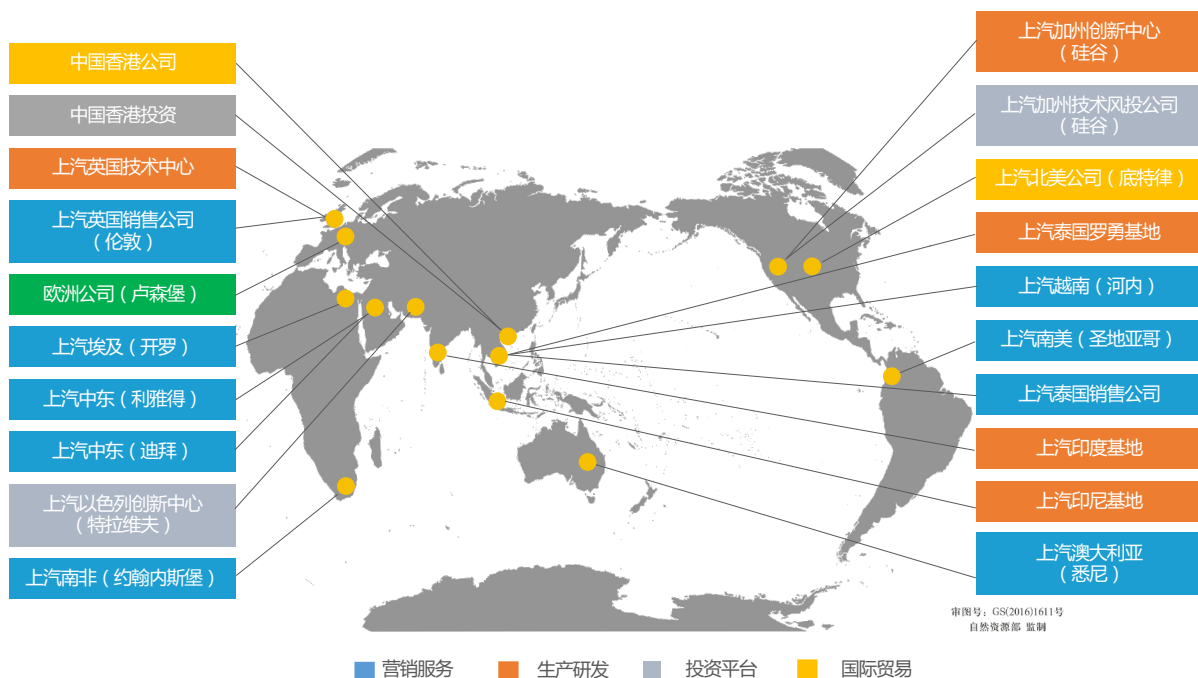 中国香港公司
中国香港投资
上汽英国技术中心
上汽英国销售公司
（伦敦）
欧洲公司（卢森堡）
上汽埃及（开罗）
上汽中东（利雅得）
上汽中东（迪拜）
上汽以色列创新中心
（特拉维夫）
上汽南非（约翰内斯堡）
上汽加州创新中心
（硅谷）
上汽加州技术风投公司
（硅谷）
上汽北美公司（底特律）
上汽泰国罗勇基地
上汽越南（河内）
上汽南美（圣地亚哥）
上汽泰国销售公司
上汽印度基地
上汽印尼基地
上汽澳大利亚
（悉尼）
审图号：GS(2016)1611号
自然资源部 监制
营销服务
生产研发
投资平台
国际贸易